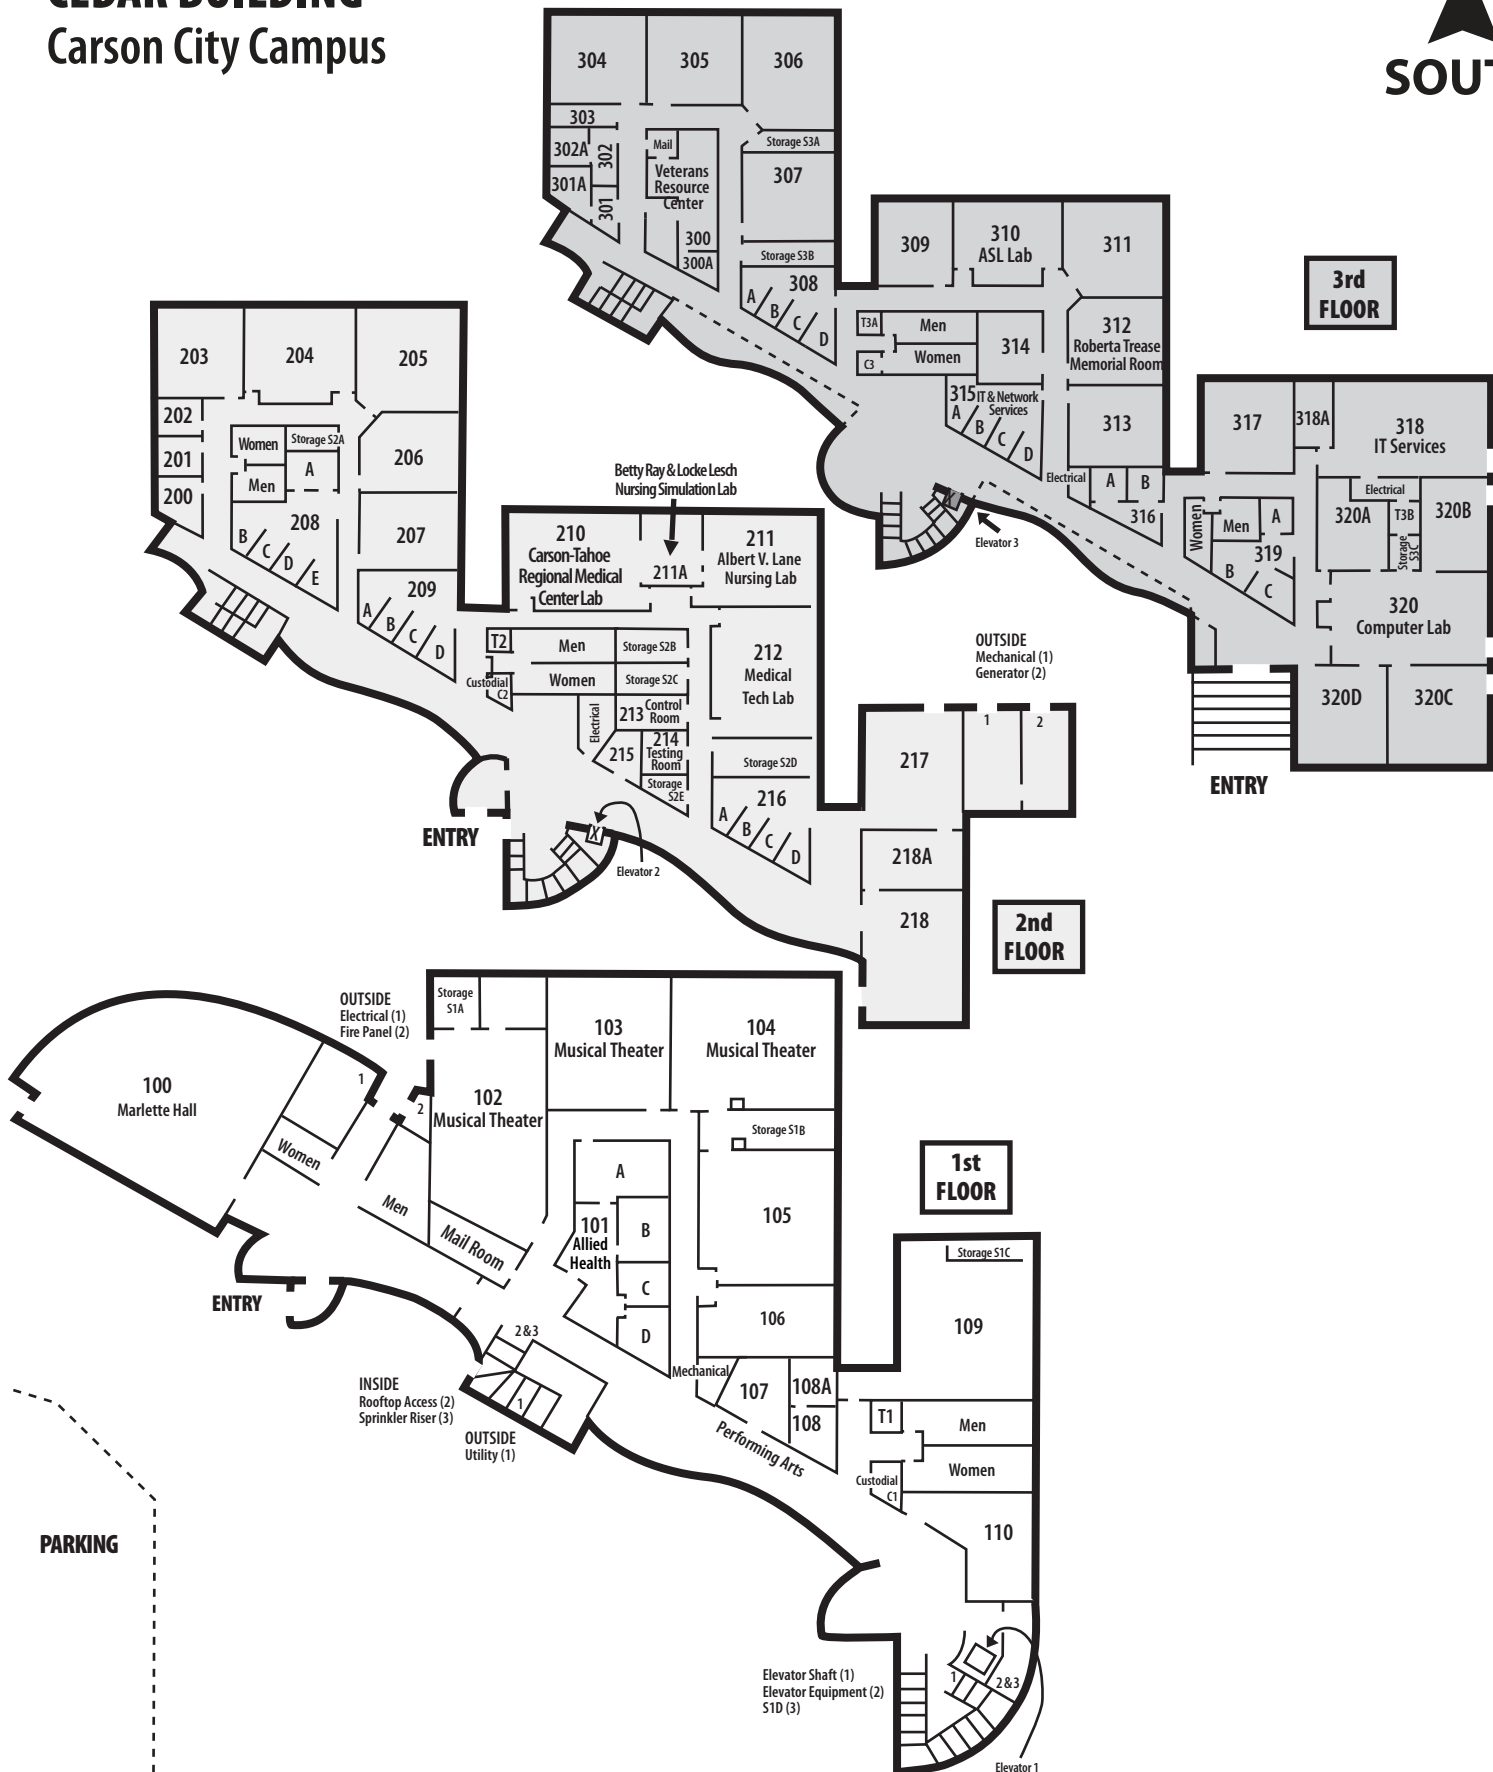 CEDAR BUILDING
Carson City Campus
SOUT
304
305
306
303
302A
302
301A
301
Mail
Veterans
Resource
Center
300
300A
Storage S3A
307
Storage S3B
308
A
B
C
D
309
310
ASL Lab
311
T3A
C3
Men
Women
314
312
Roberta Trease
Memorial Room
315
IT & Network
Services
A
B
C
D
313
Electrical
A
B
316
Elevator 3
X
3rd
FLOOR
317
318A
318
IT Services
Electrical
320A
T3B
320B
Storage
S3C
Women
Men
A
319
B
C
320
Computer Lab
320D
320C
ENTRY
203
204
205
202
201
200
Women
Storage S2A
Men
A
206
208
B
C
D
E
207
209
A
B
C
D
Betty Ray & Locke Lesch
Nursing Simulation Lab
210
Carson-Tahoe
Regional Medical
Center Lab
211A
211
Albert V. Lane
Nursing Lab
T2
Men
Storage S2B
Custodial
C2
Women
Storage S2C
212
Medical
Tech Lab
Electrical
213
Control
Room
215
214
Testing
Room
Storage
S2E
Storage S2D
216
A
B
C
D
ENTRY
X
Elevator 2
OUTSIDE
Mechanical (1)
Generator (2)
1
2
217
218A
218
2nd
FLOOR
OUTSIDE
Electrical (1)
Fire Panel (2)
100
Marlette Hall
1
2
Women
Men
Mail Room
Storage
S1A
102
Musical Theater
103
Musical Theater
104
Musical Theater
Storage S1B
A
101
Allied
Health
B
C
D
105
106
Mechanical
107
108A
108
Performing Arts
1st
FLOOR
Storage S1C
109
T1
Men
Women
Custodial
C1
110
ENTRY
2&3
1
INSIDE
Rooftop Access (2)
Sprinkler Riser (3)
OUTSIDE
Utility (1)
PARKING
Elevator Shaft (1)
Elevator Equipment (2)
S1D (3)
1
2&3
Elevator 1